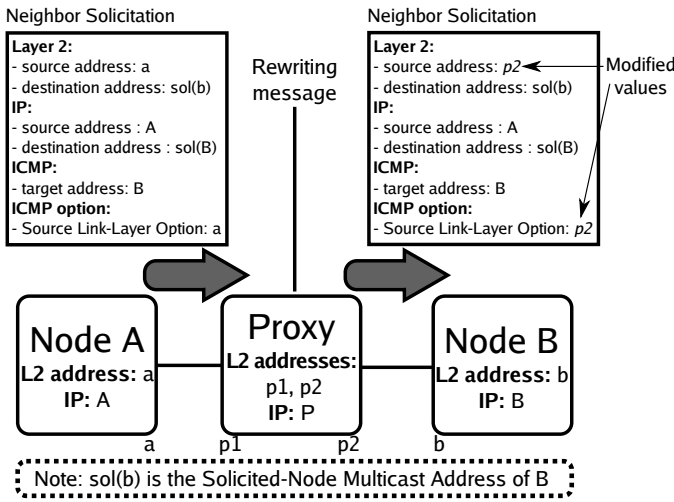 Neighbor Solicitation
Layer 2:
- source address: a
- destination address: sol(b)
IP:
- source address : A
- destination address : sol(B)
ICMP:
- target address: B
ICMP option:
- Source Link-Layer Option: a
Rewriting
message
Neighbor Solicitation
Layer 2:
- source address: p2
- destination address: sol(b)
IP:
- source address : A
- destination address : sol(B)
ICMP:
- target address: B
ICMP option:
- Source Link-Layer Option: p2
Modified
values
Node A
L2 address: a
IP: A
Proxy
L2 addresses:
p1, p2
IP: P
Node B
L2 address: b
IP: B
a
p1
p2
b
Note: sol(b) is the Solicited-Node Multicast Address of B